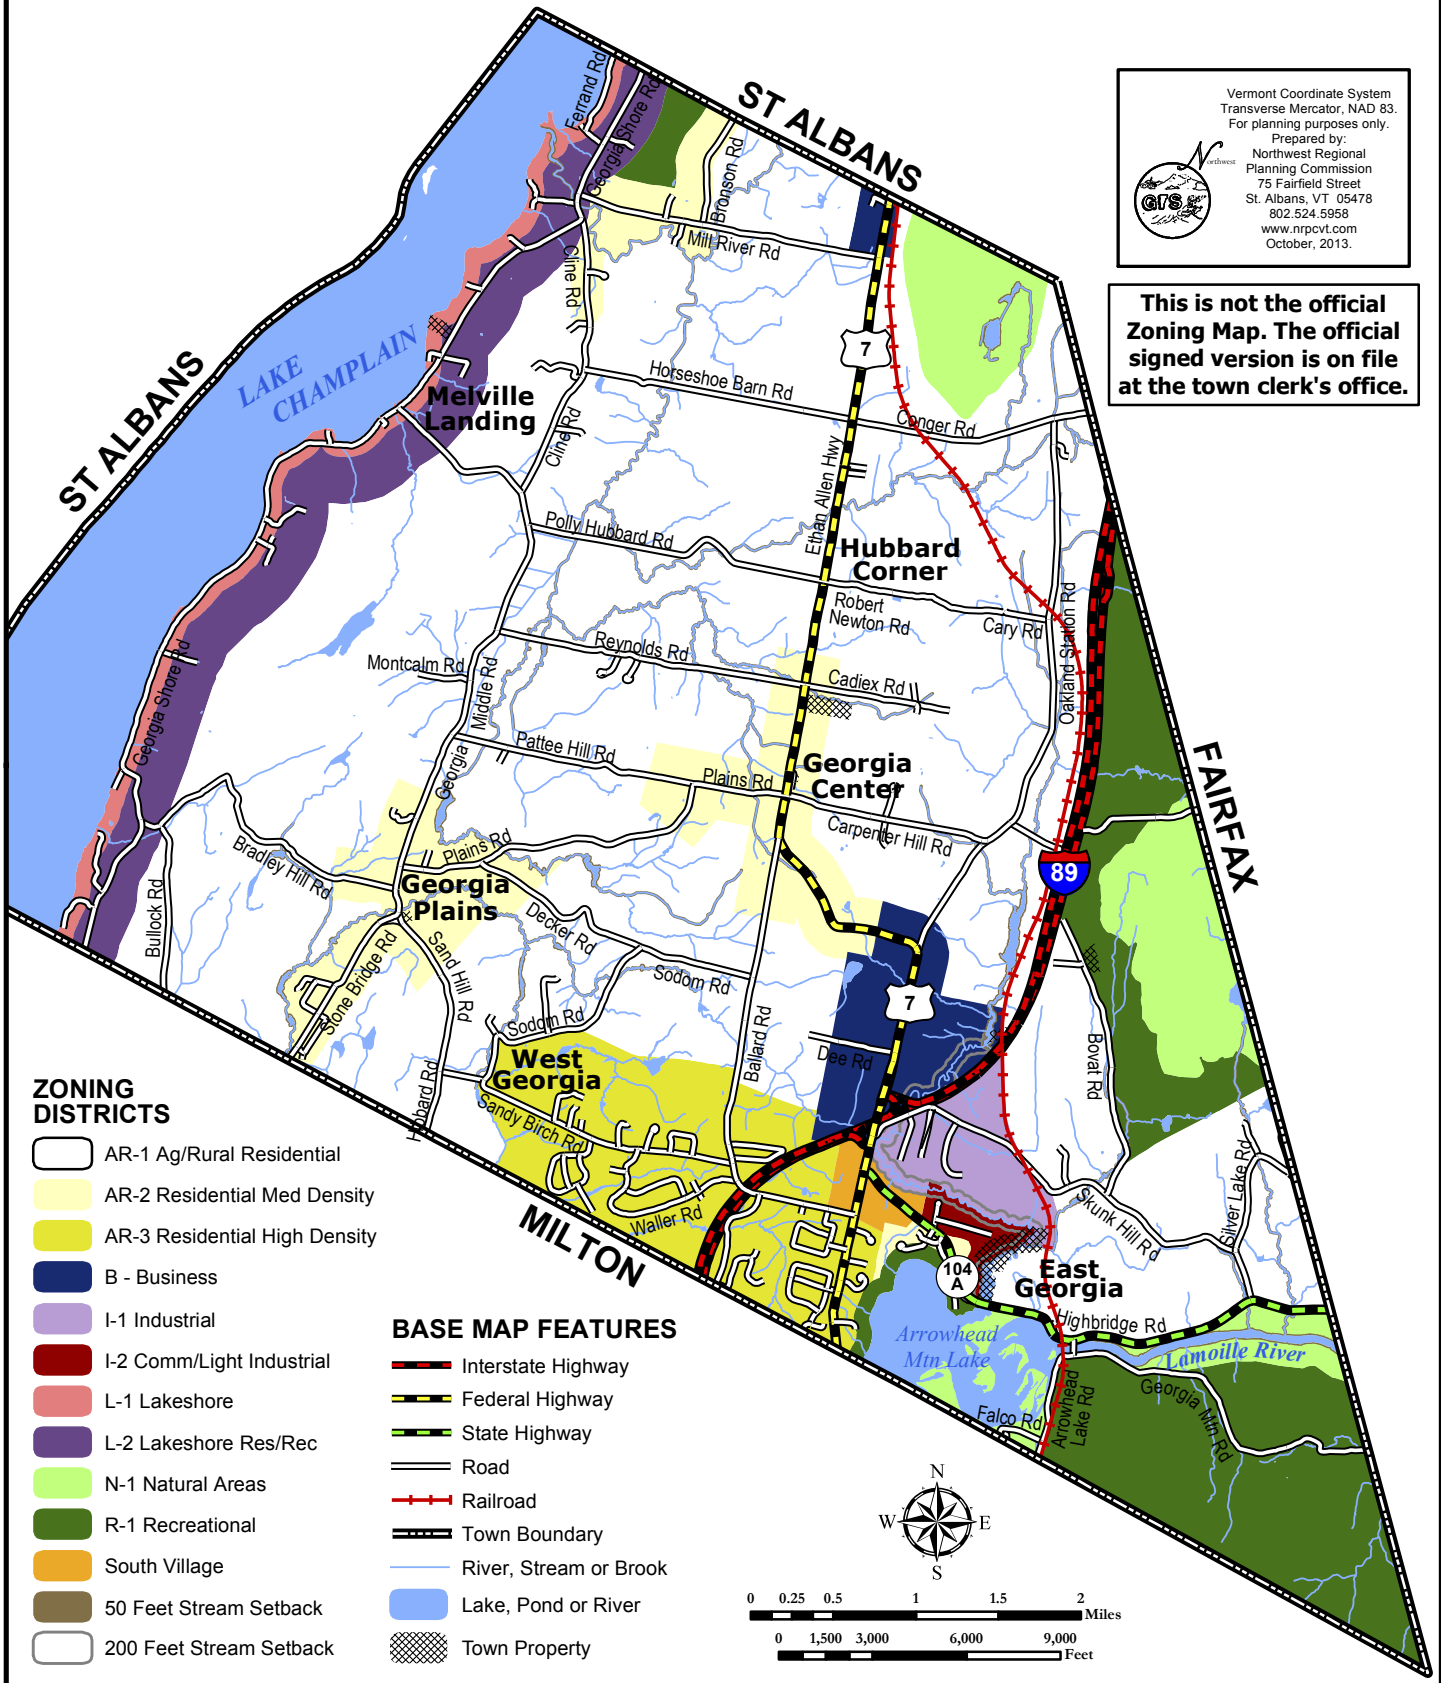 ST ALBANS
Vermont Coordinate System
Transverse Mercator, NAD 83.
For planning purposes only.
Prepared by:
Northwest Regional
Planning Commission
75 Fairfield Street
St. Albans, VT 05478
802.524.5958
www.nrpcvt.com
October, 2013.
Northwest
This is not the official
Zoning Map. The official
signed version is on file
at the town clerk's office.
Ferrand Rd
Georgia Shore Rd
Bronson Rd
Mill River Rd
Cline Rd
7
LAKE
CHAMPLAIN
ST ALBANS
Melville
Landing
Horseshoe Barn Rd
Conger Rd
Cline Rd
Ethan Allen Hwy
Polly Hubbard Rd
Hubbard
Corner
Robert
Newton Rd
Cary Rd
Oakland Station Rd
Reynolds Rd
Montcalm Rd
Cadiex Rd
Georgia Shore Rd
Georgia
Middle Rd
Pattee Hill Rd
Plains Rd
Georgia
Center
Carpenter Hill Rd
FAIRFAX
89
Bradley Hill Rd
Plains Rd
Georgia
Plains
Bullock Rd
Decker Rd
Stone Bridge Rd
Sand Hill Rd
Sodom Rd
7
Sodom Rd
Ballard Rd
Dee Rd
Bovat Rd
West
Georgia
Hibbard Rd
Sandy Birch Rd
Waller Rd
MILTON
Skunk Hill Rd
Silver Lake Rd
104
A
East
Georgia
Highbridge Rd
Arrowhead
Mtn Lake
Lamoille River
Georgia Mtn Rd
Falco Rd
Arrowhead
Lake Rd
ZONING
DISTRICTS
AR-1 Ag/Rural Residential
AR-2 Residential Med Density
AR-3 Residential High Density
B - Business
I-1 Industrial
I-2 Comm/Light Industrial
L-1 Lakeshore
L-2 Lakeshore Res/Rec
N-1 Natural Areas
R-1 Recreational
South Village
50 Feet Stream Setback
200 Feet Stream Setback
BASE MAP FEATURES
Interstate Highway
Federal Highway
State Highway
Road
Railroad
Town Boundary
River, Stream or Brook
Lake, Pond or River
Town Property
N
W
E
S
0 0.25 0.5 1 1.5 2
Miles
0 1,500 3,000 6,000 9,000
Feet